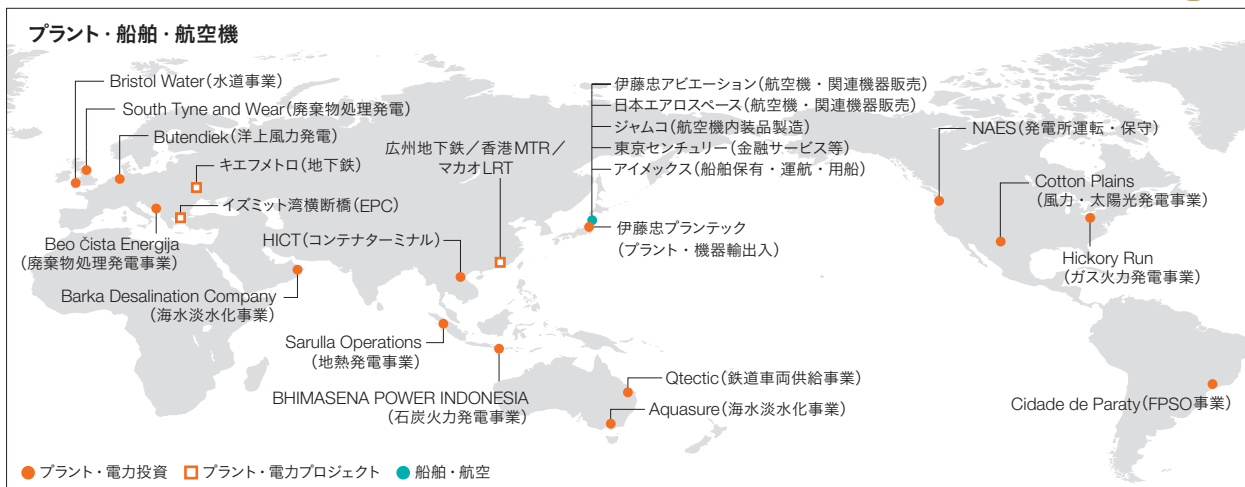 プラント・船舶・航空機
Bristol Water（水道事業）
South Tyne and Wear（廃棄物処理発電）
Butendiek（洋上風力発電）
キエフメトロ（地下鉄）
イズミット湾横断橋（EPC）
Beo Čista Energija
（廃棄物処理発電事業）
Barka Desalination Company
（海水淡水化事業）
HICT（コンテナターミナル）
広州地下鉄／香港MTR／
マカオLRT
Sarulla Operations
（地熱発電事業）
BHIMASENA POWER INDONESIA
（石炭火力発電事業）
伊藤忠アビエーション（航空機・関連機器販売）
日本エアロスペース（航空機・関連機器販売）
ジャムコ（航空機内装品製造）
東京センチュリー（金融サービス等）
アイメックス（船舶保有・運航・用船）
伊藤忠プランテック
（プラント・機器輸出入）
Qtectic（鉄道車両供給事業）
Aquasure（海水淡水化事業）
NAES（発電所運転・保守）
Cotton Plains
（風力・太陽光発電事業）
Hickory Run
（ガス火力発電事業）
Cidade de Paraty（FPSO事業）
プラント・電力投資
プラント・電力プロジェクト
船舶・航空